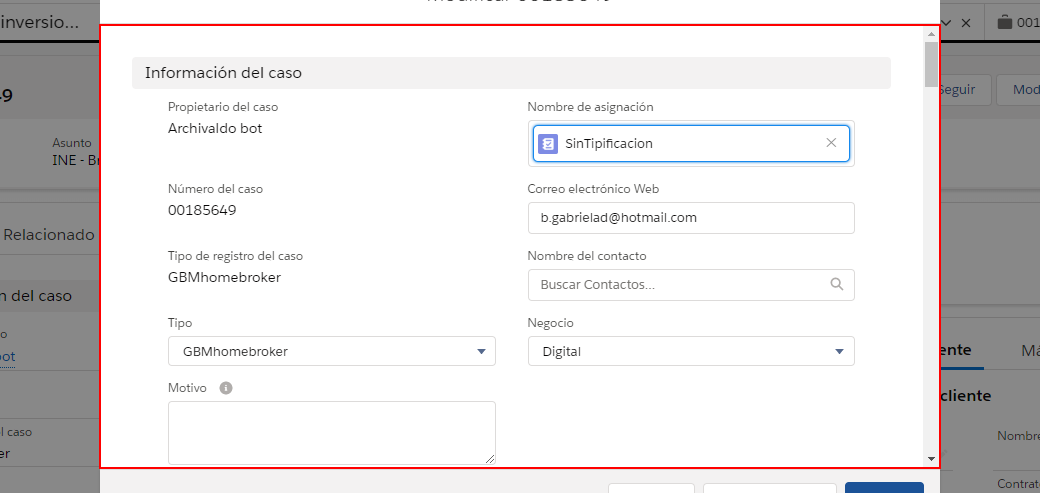 inversio...
001
49
Seguir
Mod
Asunto
INE - Br
Información del caso
Propietario del caso
Archivaldo bot
Nombre de asignación
SinTipificacion
Número del caso
00185649
Correo electrónico Web
b.gabrielad@hotmail.com
Relacionado
Tipo de registro del caso
GBMhomebroker
Nombre del contacto
Buscar Contactos...
n del caso
Tipo
GBMhomebroker
Negocio
Digital
o
bot
ente
Má
Motivo
cliente
l caso
er
Nombre
Contrat